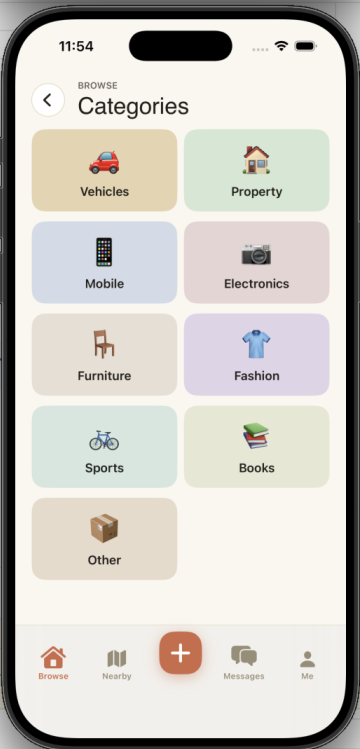 11:54
BROWSE
Categories
Vehicles
Property
Mobile
Electronics
Furniture
Fashion
Sports
Books
Other
Browse
Nearby
Messages
Me